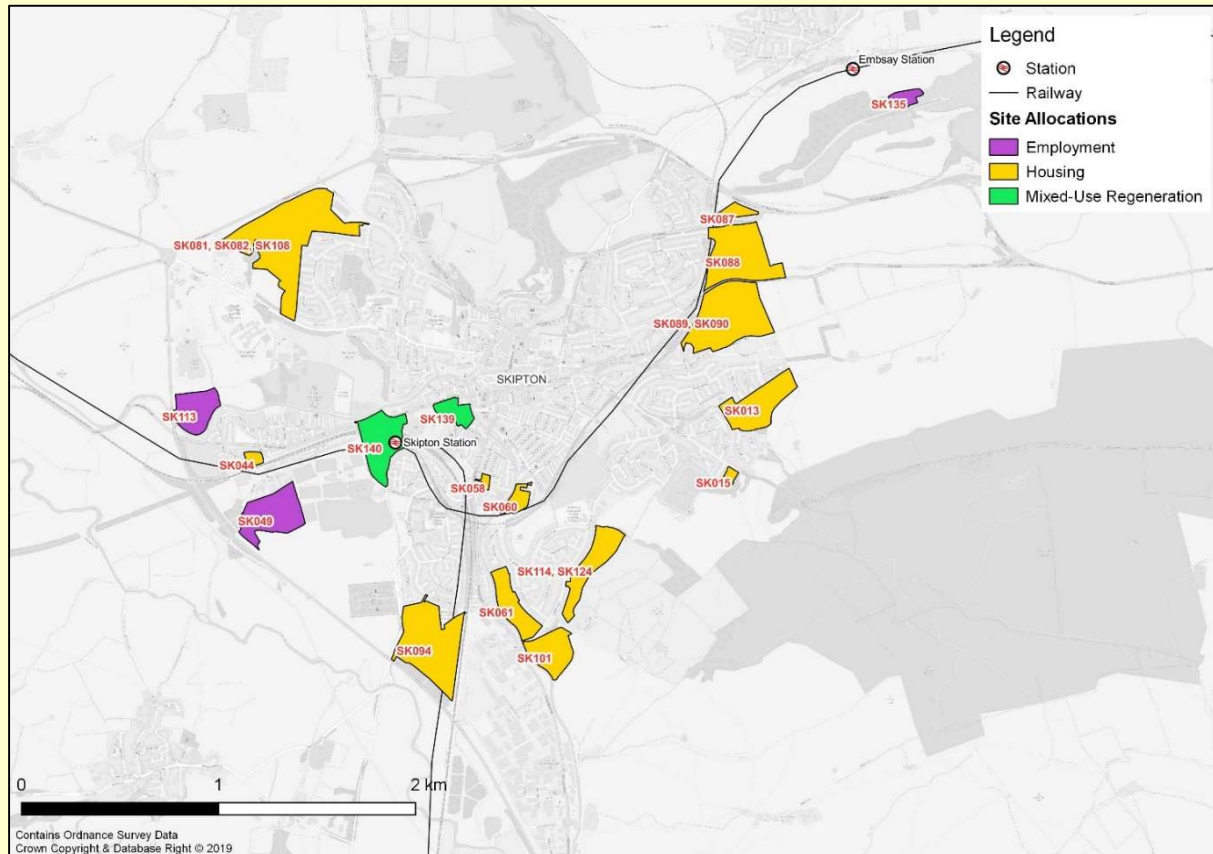 Legend
Station
Railway
Site Allocations
Employment
Housing
Mixed-Use Regeneration
Embsay Station
SK135
SK087
SK081, SK082, SK108
SK088
SK089, SK090
SKIPTON
SK113
SK139
SK013
SK140
Skipton Station
SK044
SK058
SK015
SK060
SK049
SK114, SK124
SK061
SK094
SK101
0
1
2 km
Contains Ordnance Survey Data
Crown Copyright & Database Right © 2019